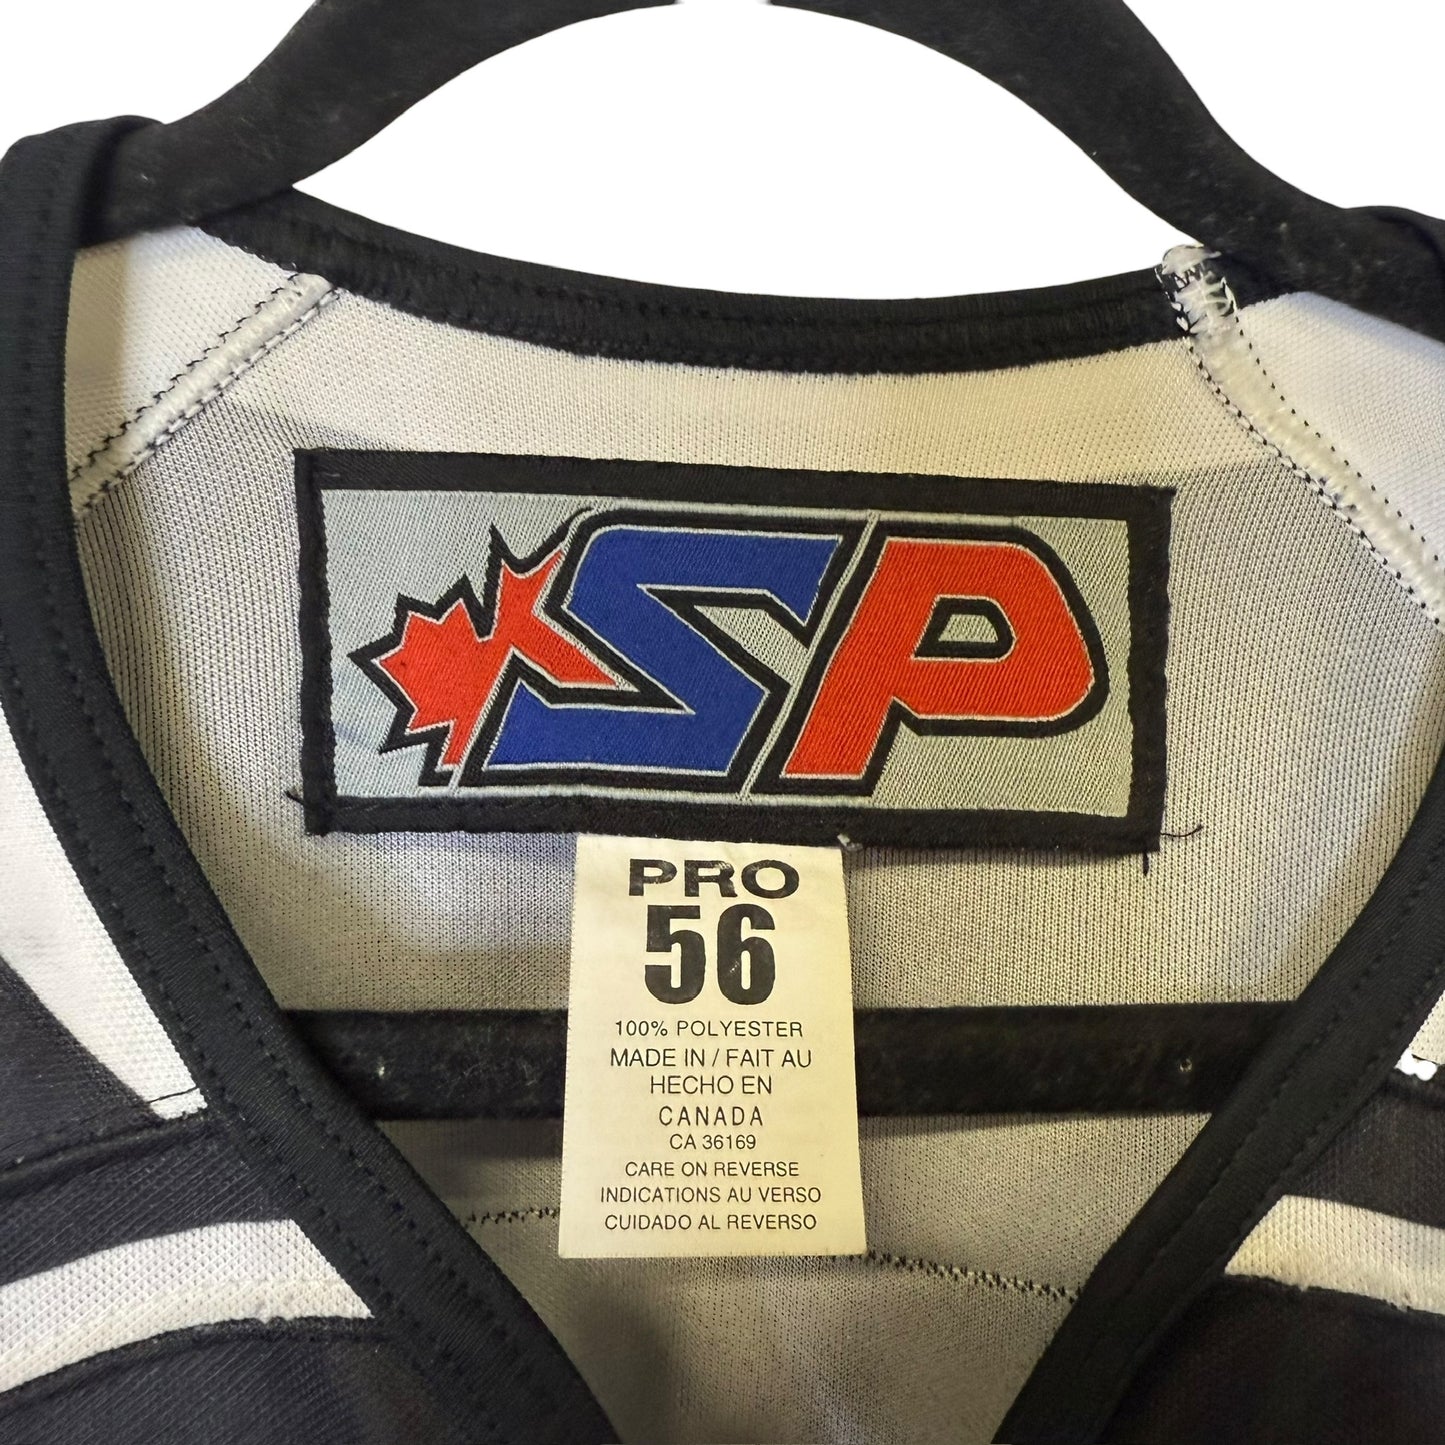 SP
PRO
56
100% POLYESTER
MADE IN / FAIT AU
HECHO EN
CANADA
CA 36169
CARE ON REVERSE
INDICATIONS AU VERSO
CUIDADO AL REVERSO